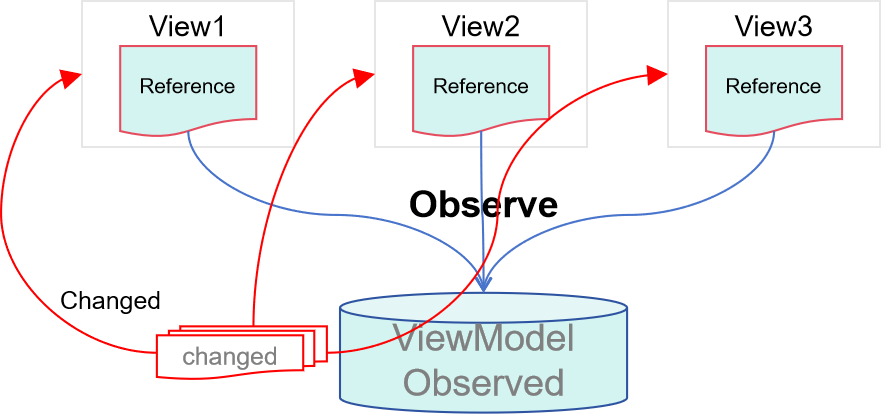 View1
View2
View3
Reference
Reference
Reference
Observe
Changed
changed
ViewModel
Observed